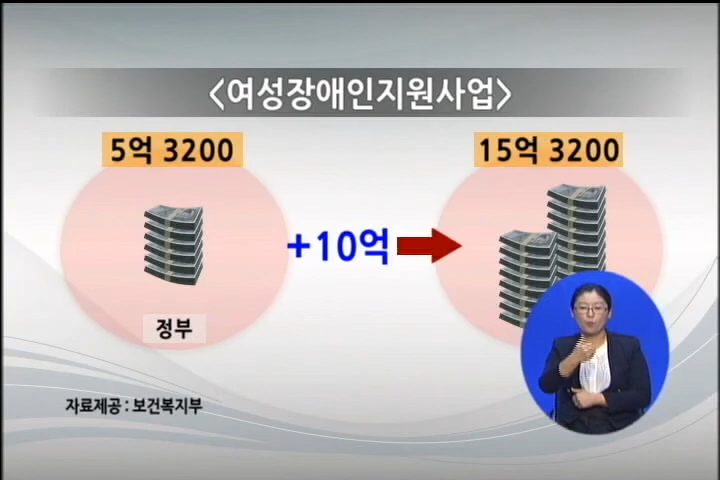 <여성장애인지원사업>
5억 3200
15억 3200
+10억
정부
자료제공 : 보건복지부